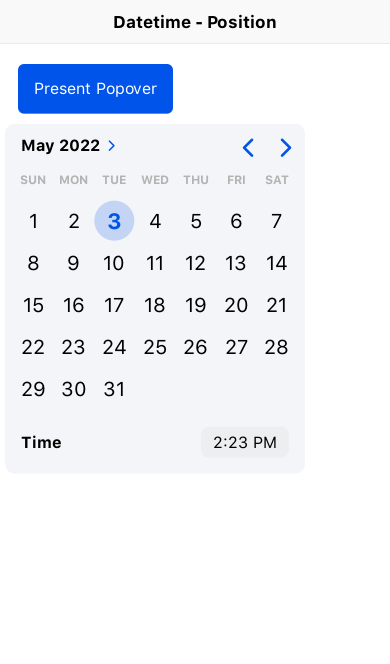 Datetime - Position
Present Popover
May 2022
SUN MON TUE WED THU FRI SAT
1 2 3 4 5 6 7
8 9 10 11 12 13 14
15 16 17 18 19 20 21
22 23 24 25 26 27 28
29 30 31
Time 2:23 PM